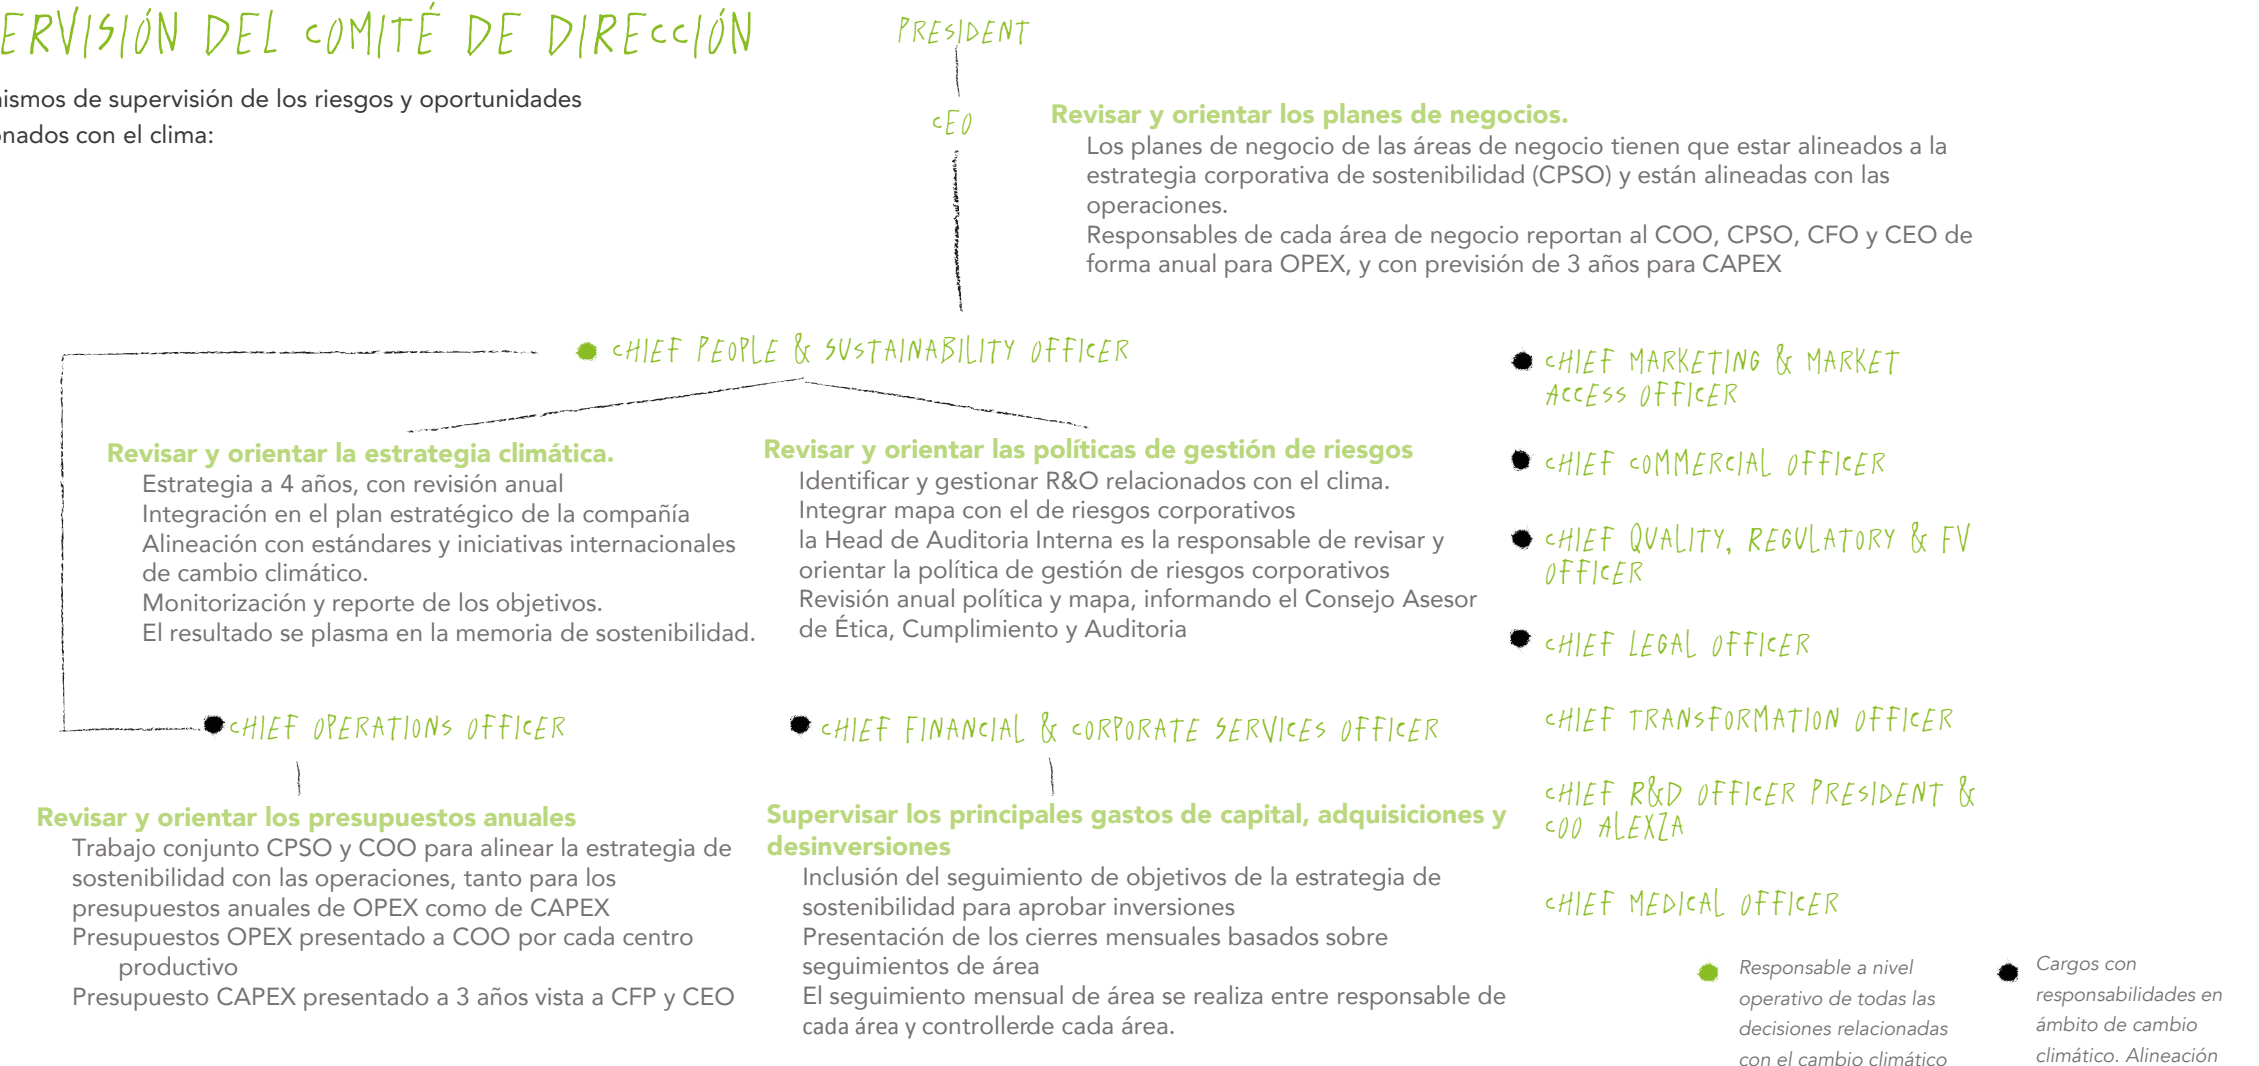 ERVISIÓN DEL COMITÉ DE DIRECCIÓN
nismos de supervisión de los riesgos y oportunidades
onados con el clima:
PRESIDENT
CEO
Revisar y orientar los planes de negocios.
Los planes de negocio de las áreas de negocio tienen que estar alineados a la
estrategia corporativa de sostenibilidad (CPSO) y están alineadas con las
operaciones.
Responsables de cada área de negocio reportan al COO, CPSO, CFO y CEO de
forma anual para OPEX, y con previsión de 3 años para CAPEX
CHIEF PEOPLE & SUSTAINABILITY OFFICER
Revisar y orientar la estrategia climática.
Estrategia a 4 años, con revisión anual
Integración en el plan estratégico de la compañía
Alineación con estándares y iniciativas internacionales
de cambio climático.
Monitorización y reporte de los objetivos.
El resultado se plasma en la memoria de sostenibilidad.
Revisar y orientar las políticas de gestión de riesgos
Identificar y gestionar R&O relacionados con el clima.
Integrar mapa con el de riesgos corporativos
la Head de Auditoria Interna es la responsable de revisar y
orientar la política de gestión de riesgos corporativos
Revisión anual política y mapa, informando el Consejo Asesor
de Ética, Cumplimiento y Auditoria
CHIEF OPERATIONS OFFICER
Revisar y orientar los presupuestos anuales
Trabajo conjunto CPSO y COO para alinear la estrategia de
sostenibilidad con las operaciones, tanto para los
presupuestos anuales de OPEX como de CAPEX
Presupuestos OPEX presentado a COO por cada centro
productivo
Presupuesto CAPEX presentado a 3 años vista a CFP y CEO
CHIEF FINANCIAL & CORPORATE SERVICES OFFICER
Supervisar los principales gastos de capital, adquisiciones y
desinversiones
Inclusión del seguimiento de objetivos de la estrategia de
sostenibilidad para aprobar inversiones
Presentación de los cierres mensuales basados sobre
seguimientos de área
El seguimiento mensual de área se realiza entre responsable de
cada área y controllerde cada área.
CHIEF MARKETING & MARKET
ACCESS OFFICER
CHIEF COMMERCIAL OFFICER
CHIEF QUALITY, REGULATORY & FV
OFFICER
CHIEF LEGAL OFFICER
CHIEF TRANSFORMATION OFFICER
CHIEF R&D OFFICER PRESIDENT &
COO ALEXZA
CHIEF MEDICAL OFFICER
Responsable a nivel
operativo de todas las
decisiones relacionadas
con el cambio climático
Cargos con
responsabilidades en
ámbito de cambio
climático. Alineación